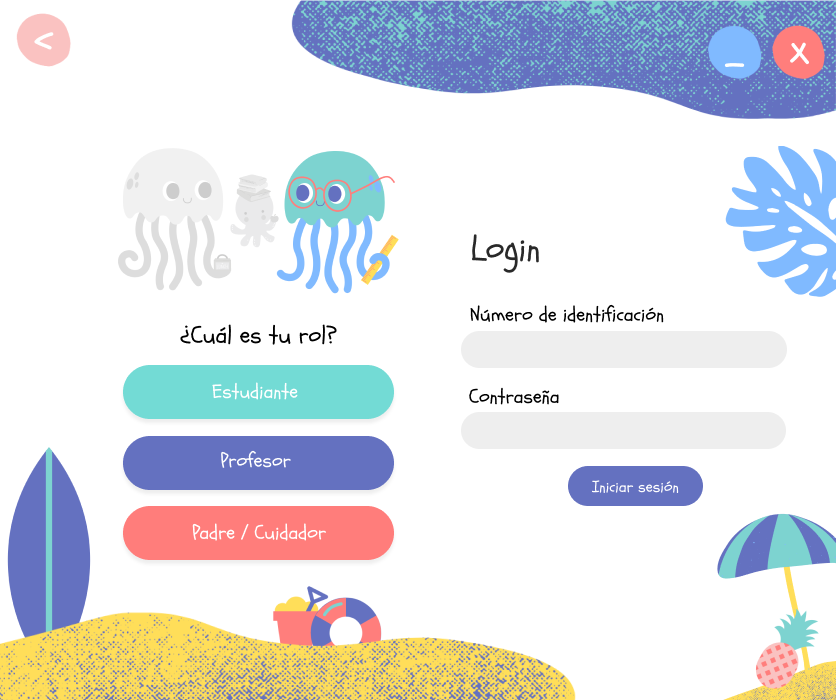 <
_
X
¿Cuál es tu rol?
Estudiante
Profesor
Padre / Cuidador
Login
Número de identificación
Contraseña
Iniciar sesión